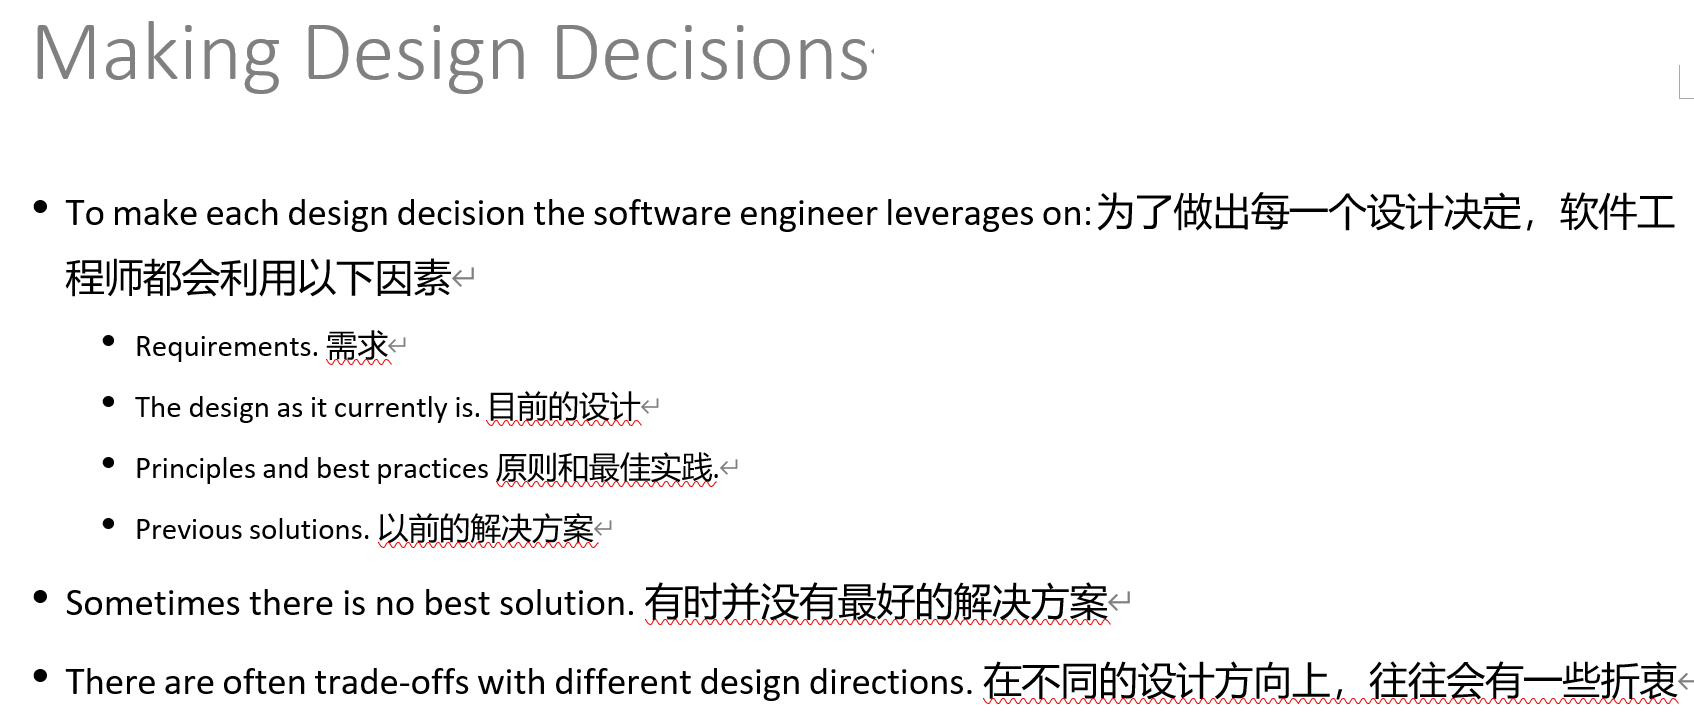 Making Design Decisions
• To make each design decision the software engineer leverages on:为了做出每一个设计决定，软件工
程师都会利用以下因素↵
• Requirements. 需求↵
• The design as it currently is. 目前的设计↵
• Principles and best practices 原则和最佳实践.↵
• Previous solutions. 以前的解决方案↵
• Sometimes there is no best solution. 有时并没有最好的解决方案↵
• There are often trade-offs with different design directions. 在不同的设计方向上，往往会有一些折衷↵